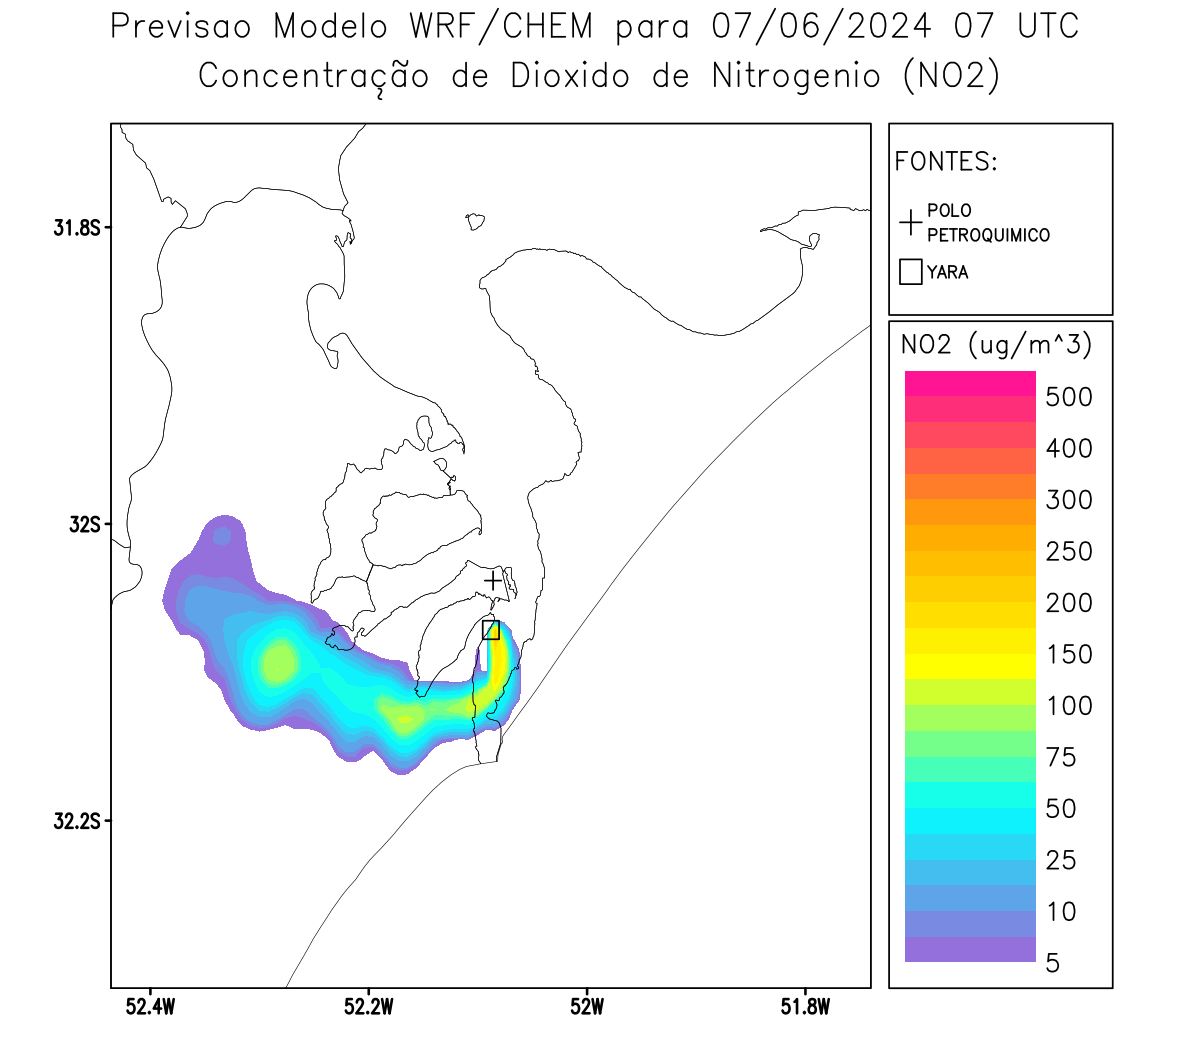 Previsao Modelo WRF/CHEM para 07/06/2024 07 UTC
Concentração de Dioxido de Nitrogenio (NO2)
FONTES:
POLO
PETROQUIMICO
YARA
31.8S
32S
32.2S
52.4W
52.2W
52W
51.8W
NO2 (ug/m^3)
500
400
300
250
200
150
100
75
50
25
10
5